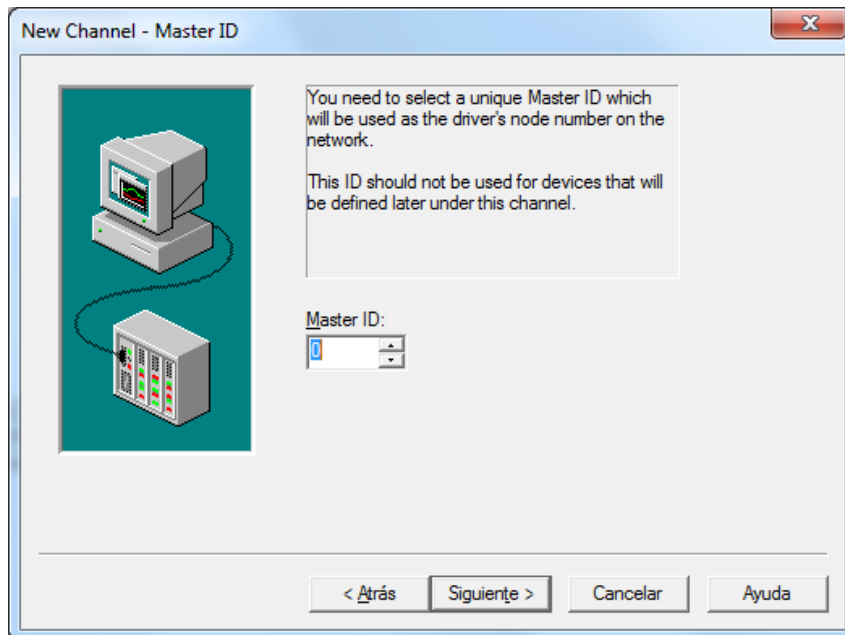 New Channel - Master ID
You need to select a unique Master ID which
will be used as the driver's node number on the
network.
This ID should not be used for devices that will
be defined later under this channel.
Master ID:
0
< Atrás
Siguiente >
Cancelar
Ayuda